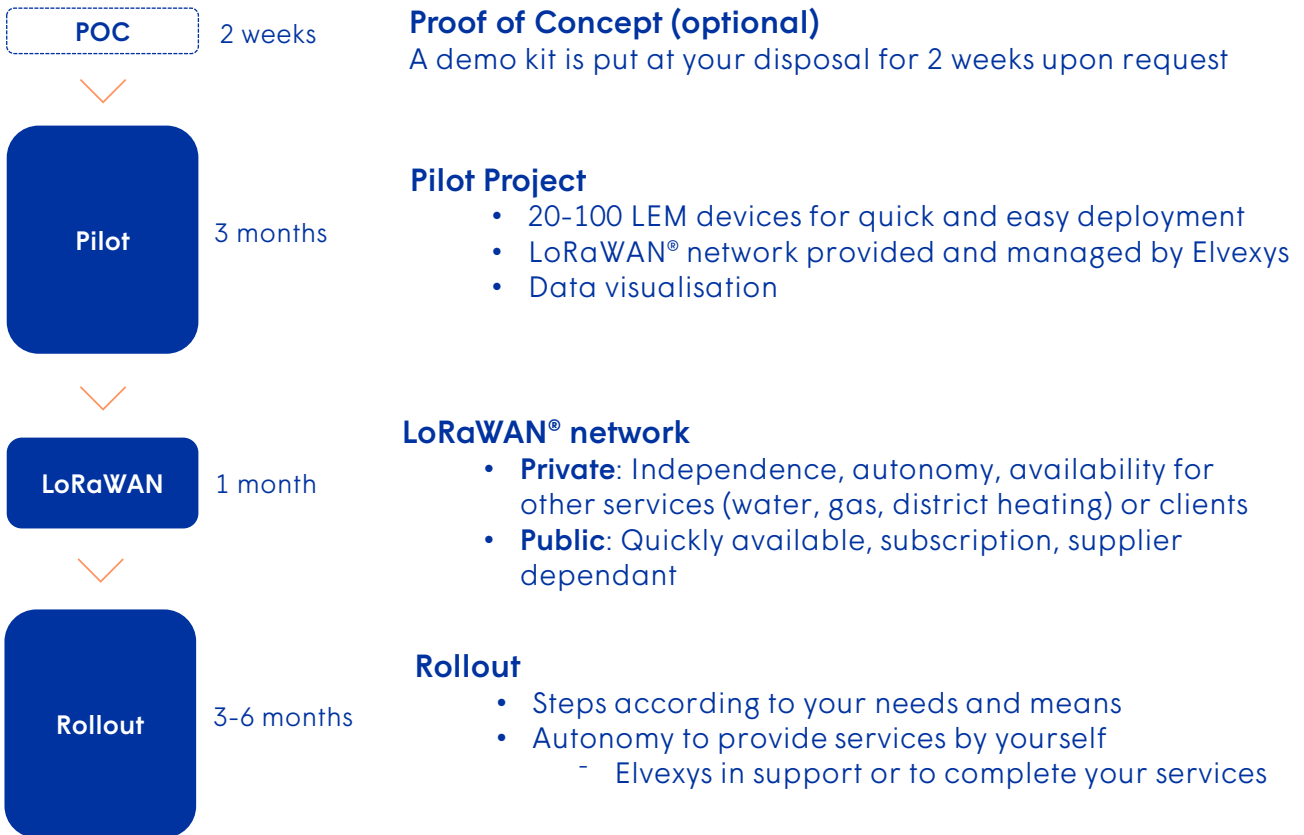 POC
2 weeks
Proof of Concept (optional)
A demo kit is put at your disposal for 2 weeks upon request
Pilot
3 months
Pilot Project
• 20-100 LEM devices for quick and easy deployment
• LoRaWAN® network provided and managed by Elvexys
• Data visualisation
LoRaWAN
1 month
LoRaWAN® network
• Private: Independence, autonomy, availability for
other services (water, gas, district heating) or clients
• Public: Quickly available, subscription, supplier
dependant
Rollout
3-6 months
Rollout
• Steps according to your needs and means
• Autonomy to provide services by yourself
- Elvexys in support or to complete your services